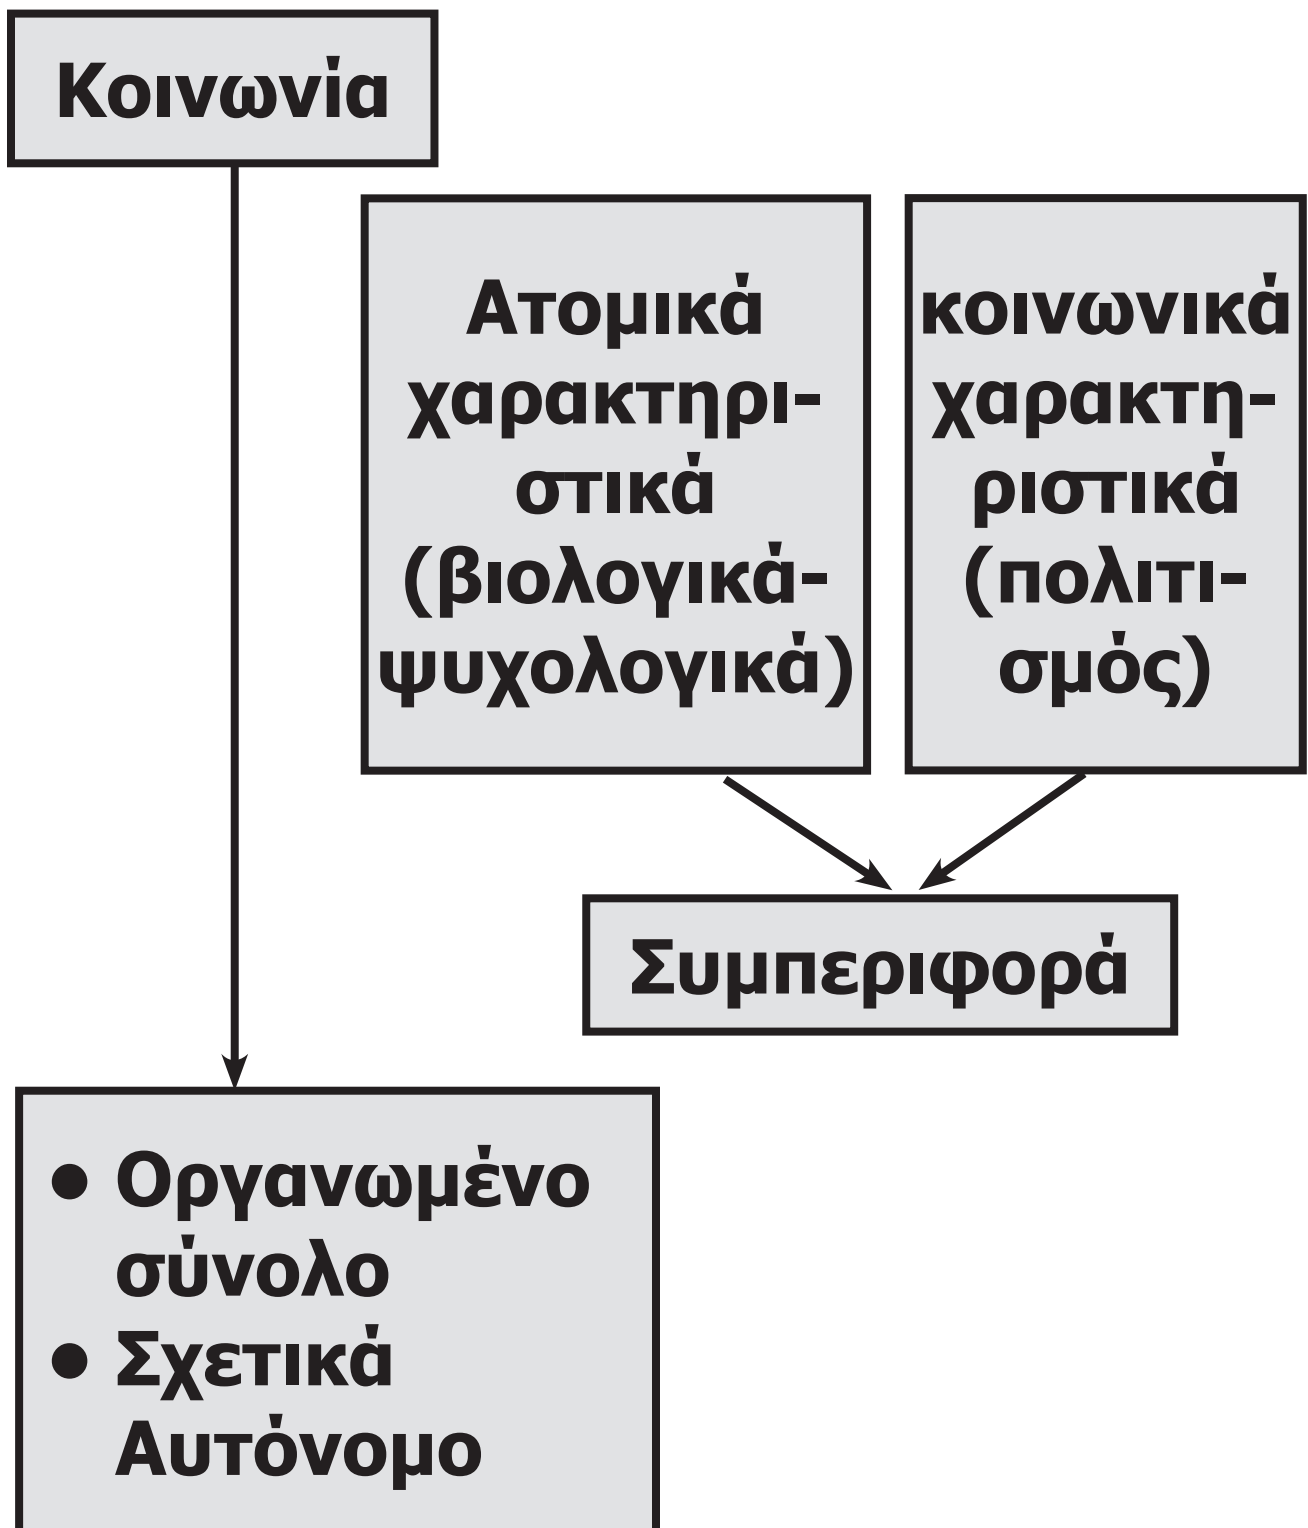 Κοινωνία
Ατομικά
χαρακτηρι-
στικά
(βιολογικά-
ψυχολογικά)
κοινωνικά
χαρακτη-
ριστικά
(πολιτι-
σμός)
Συμπεριφορά
• Οργανωμένο
σύνολο
• Σχετικά
Αυτόνομο